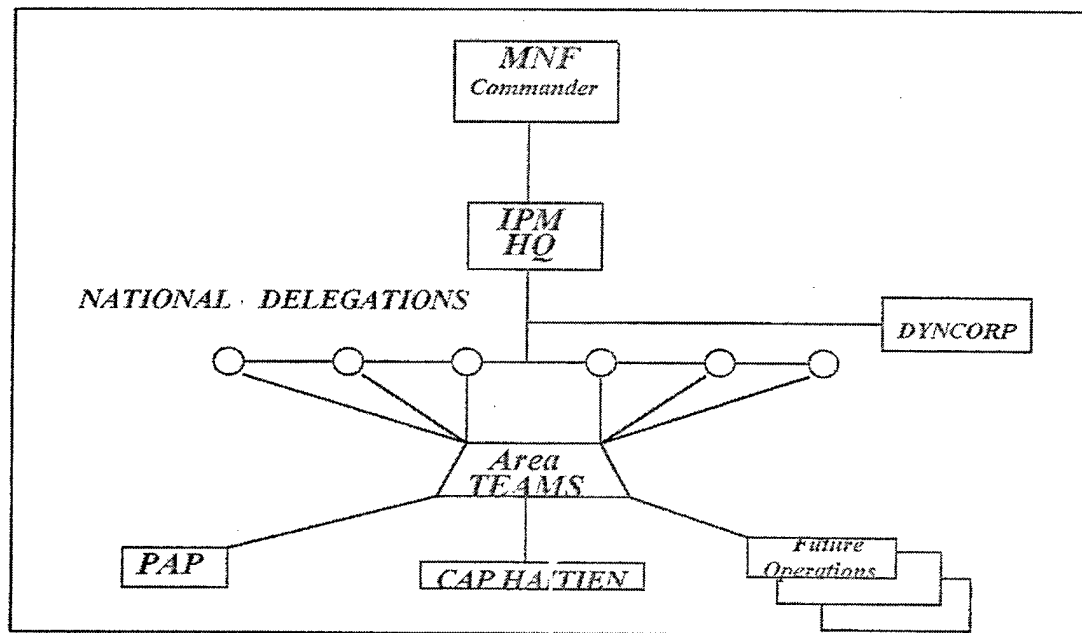 MNF
Commander
IPM
HQ
NATIONAL DELEGATIONS
DYNCORP
Area
TEAMS
PAP
CAP HAITIEN
Future
Operations